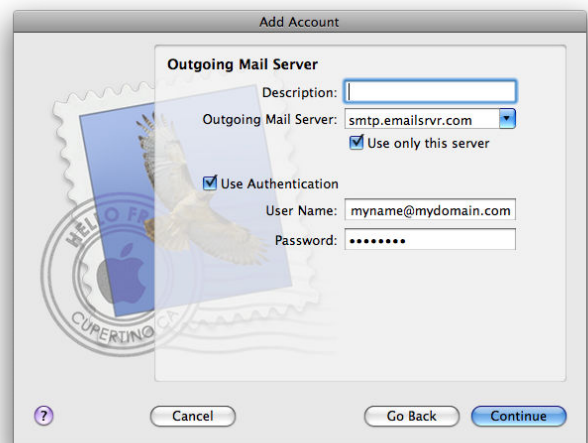 Add Account
Outgoing Mail Server
Description:
Outgoing Mail Server: smtp.emailsrvr.com
Use only this server
Use Authentication
User Name: myname@mydomain.com
Password: ••••••••
HELLO FR
CUPERTINO CA
? Cancel Go Back Continue